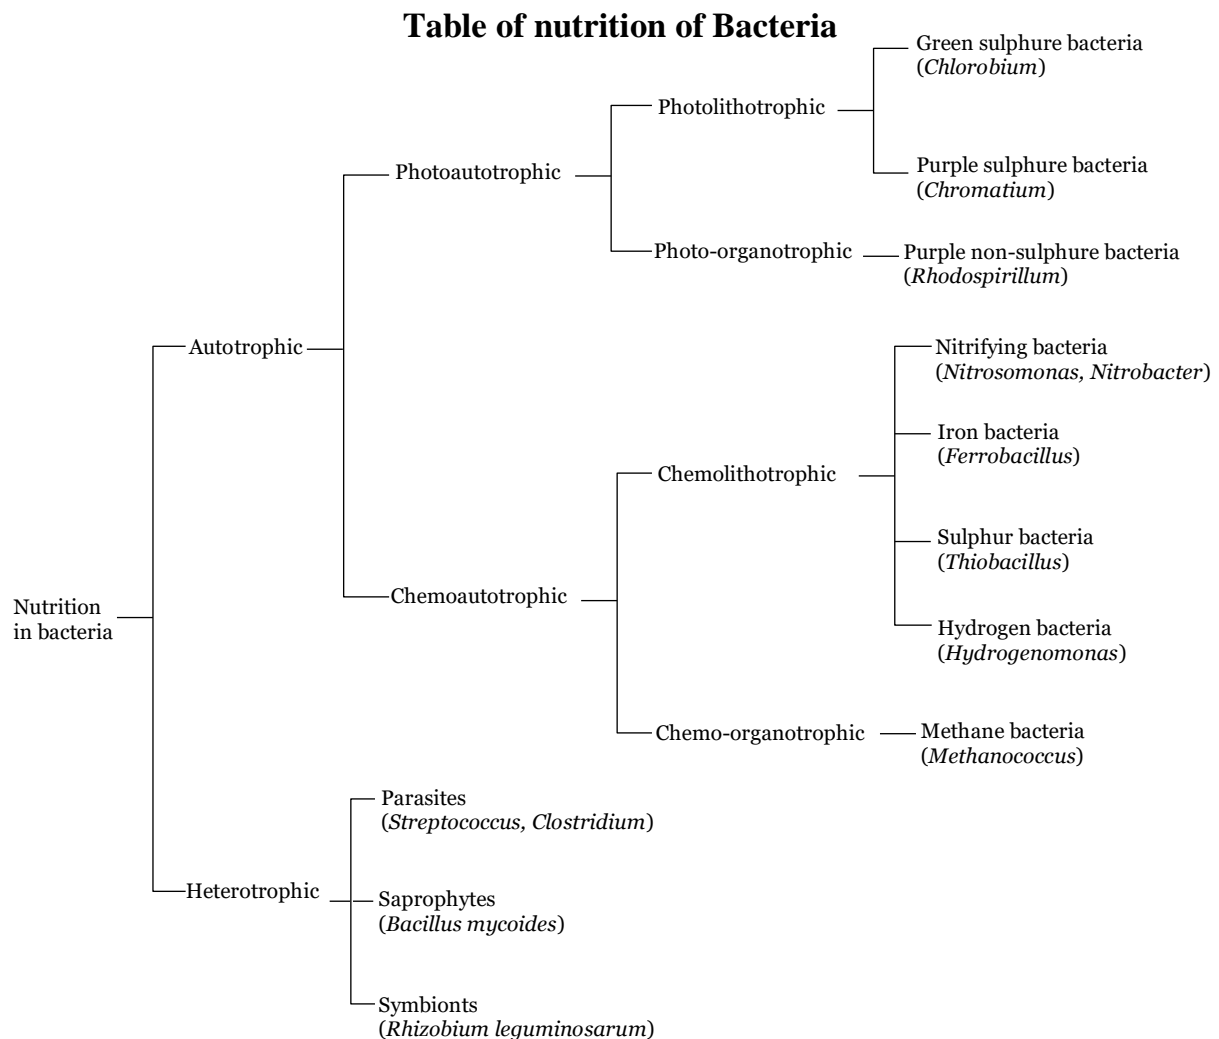 Table of nutrition of Bacteria
Green sulphure bacteria
(Chlorobium)
Photolithotrophic
Purple sulphure bacteria
(Chromatium)
Photoautotrophic
Photo-organotrophic
Purple non-sulphure bacteria
(Rhodospirillum)
Autotrophic
Nitrifying bacteria
(Nitrosomonas, Nitrobacter)
Iron bacteria
(Ferrobacillus)
Chemolithotrophic
Sulphur bacteria
(Thiobacillus)
Chemoautotrophic
Hydrogen bacteria
(Hydrogenomonas)
Nutrition
in bacteria
Chemo-organotrophic
Methane bacteria
(Methanococcus)
Parasites
(Streptococcus, Clostridium)
Heterotrophic
Saprophytes
(Bacillus mycoides)
Symbionts
(Rhizobium leguminosarum)